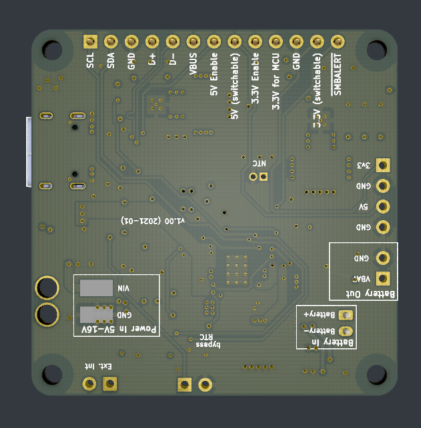 SCL
SDA
GND
D+
D-
VBUS
5V Enable
5V (switchable)
3.3V Enable
3.3V for MCU
GND
3.3V (switchable)
SMBALERT
3v3
GND
5V
GND
NTC
v1.00 (2021-01)
GND
VBAT
Battery Out
VIN
GND
Power In 5V-16V
Battery+
Battery-
Battery In
RTC
bypass
Ext. Int